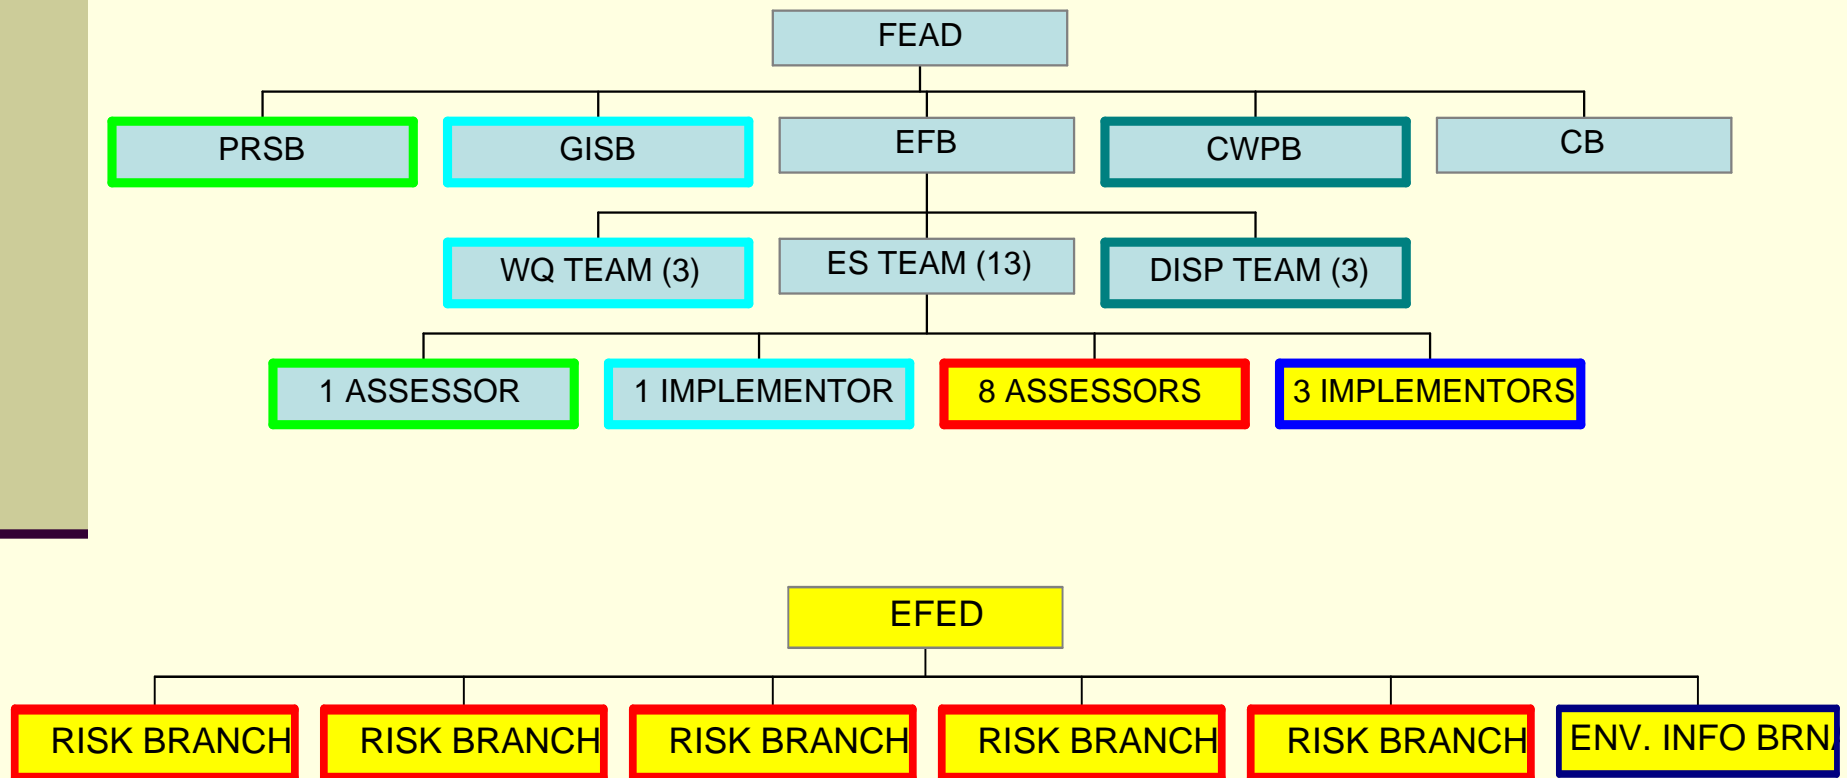 FEAD
PRSB
GISB
EFB
CWPB
CB
WQ TEAM (3)
ES TEAM (13)
DISP TEAM (3)
1 ASSESSOR
1 IMPLEMENTOR
8 ASSESSORS
3 IMPLEMENTORS
EFED
RISK BRANCH
RISK BRANCH
RISK BRANCH
RISK BRANCH
RISK BRANCH
ENV. INFO